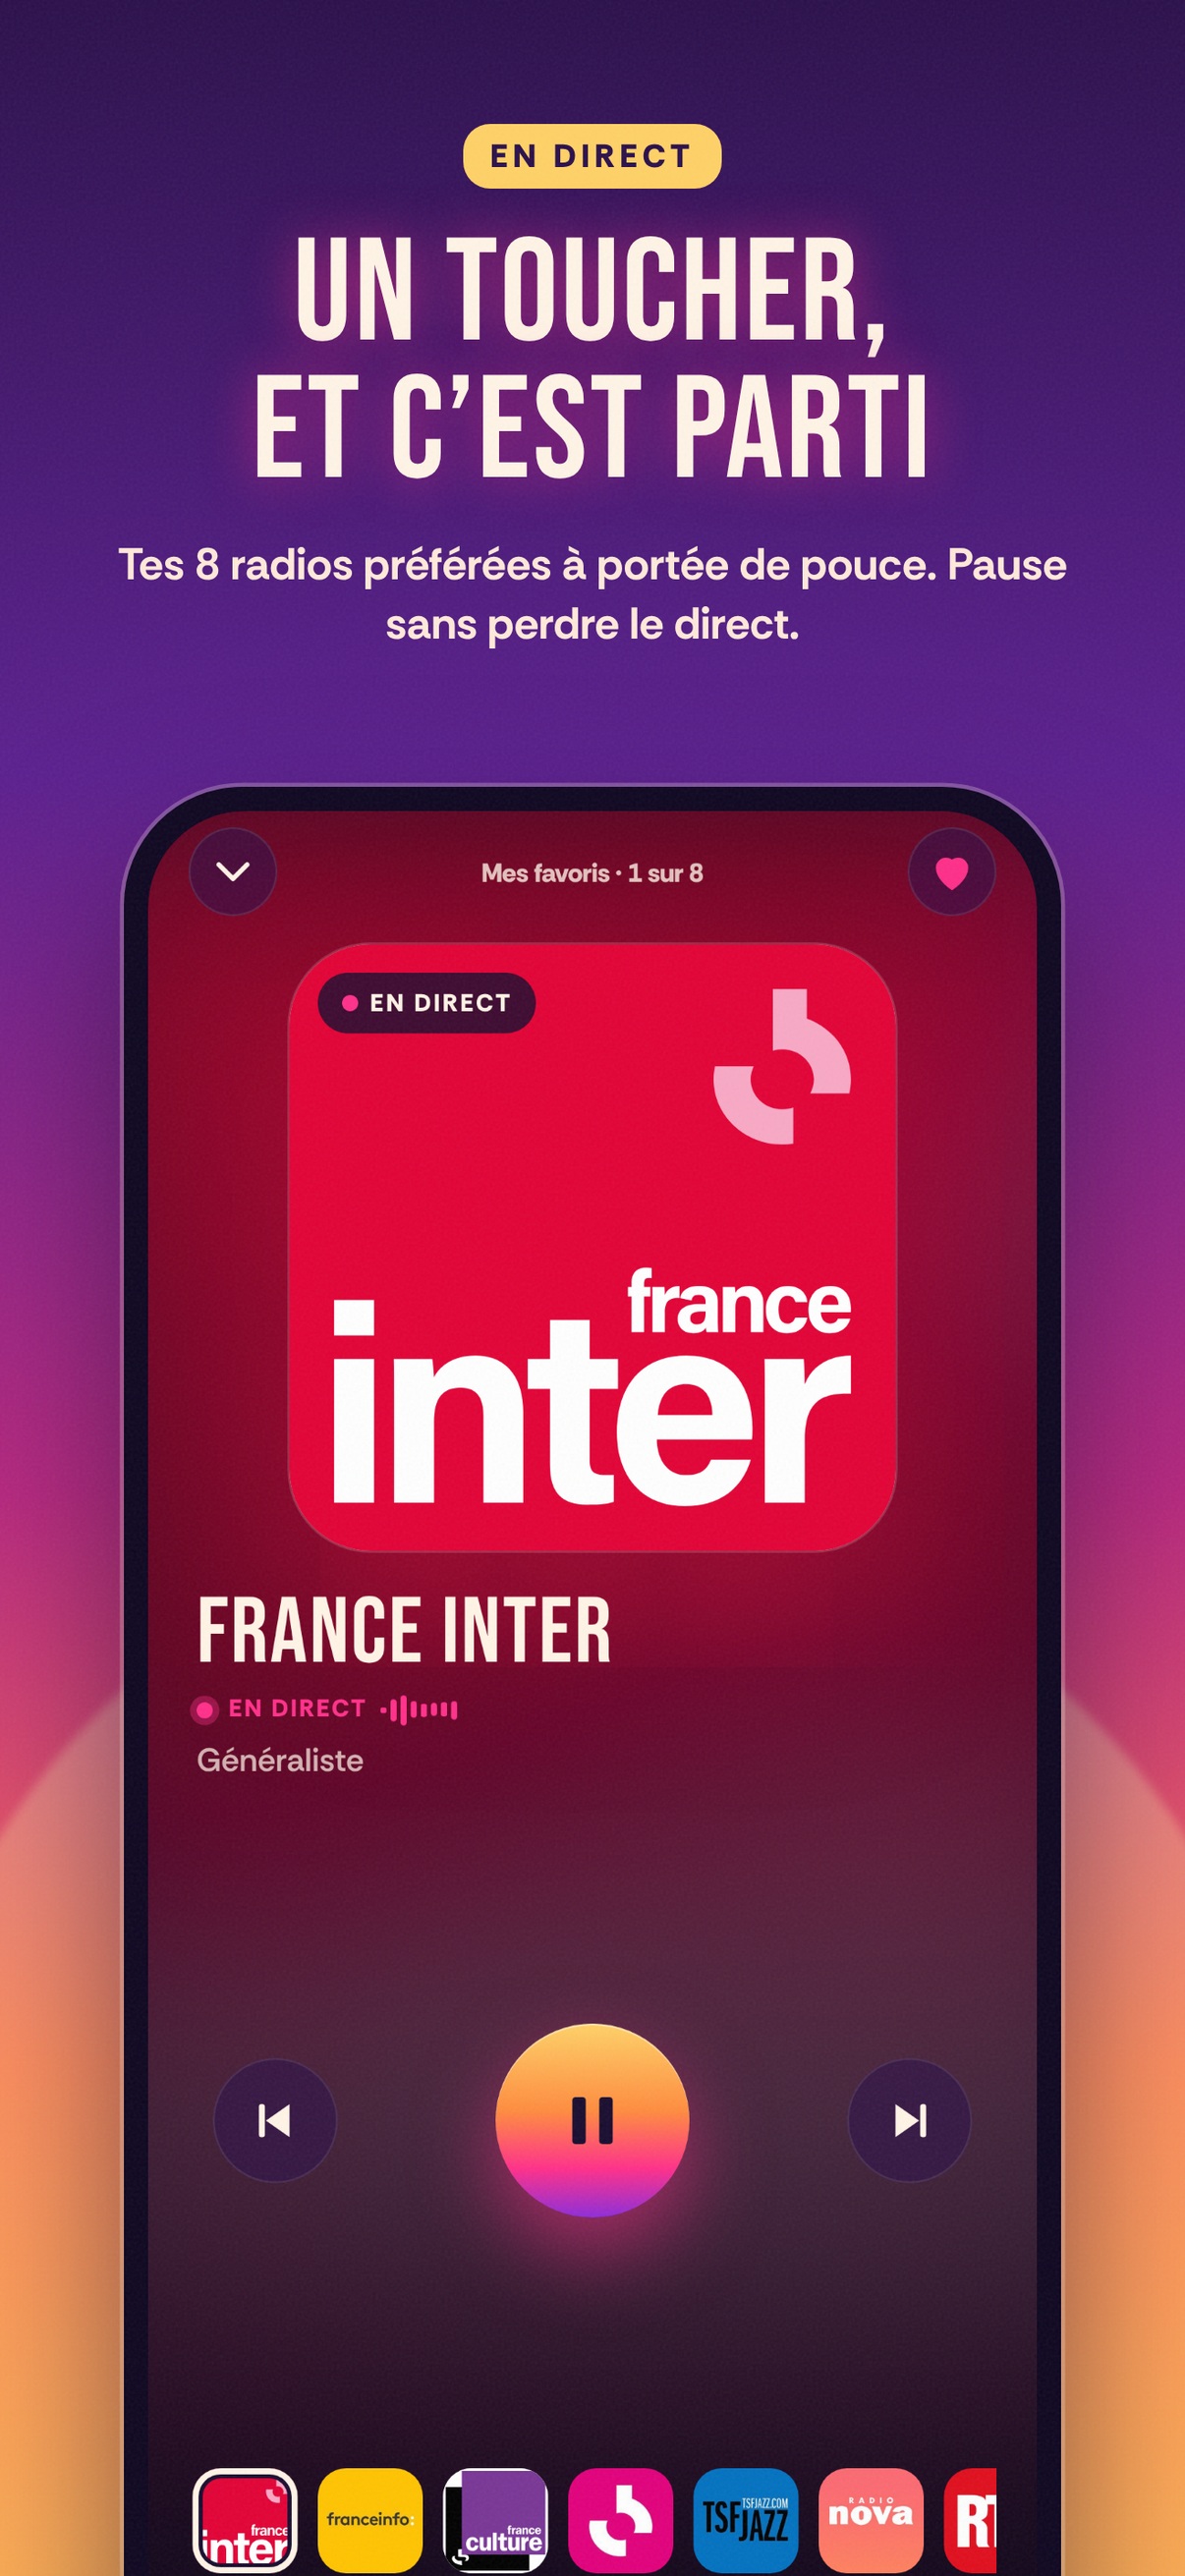 EN DIRECT
UN TOUCHER,
ET C’EST PARTI
Tes 8 radios préférées à portée de pouce. Pause
sans perdre le direct.
Mes favoris · 1 sur 8
EN DIRECT
france
inter
FRANCE INTER
EN DIRECT
Généraliste
france
inter
franceinfo:
france
culture
TSFJAZZ.COM
TSF JAZZ
RADIO
nova
RT